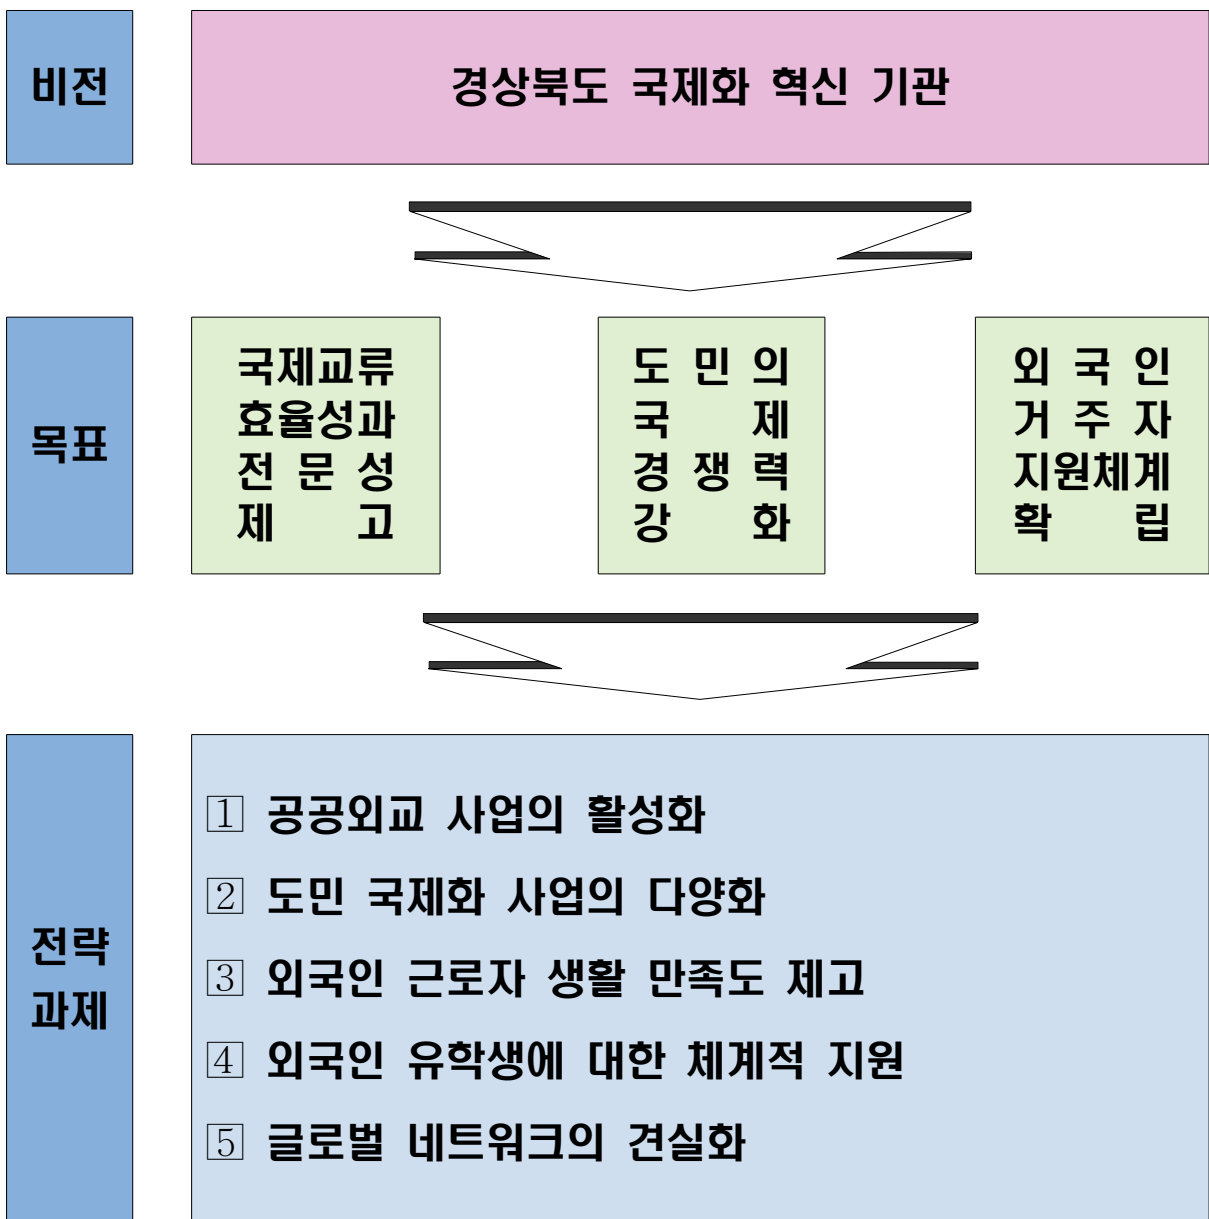 비전
경상북도 국제화 혁신 기관
목표
국제교류
효율성과
전 문 성
제 고
도 민 의
국 제
경 쟁 력
강 화
외 국 인
거 주 자
지원체계
확 립
전략
과제
1 공공외교 사업의 활성화
2 도민 국제화 사업의 다양화
3 외국인 근로자 생활 만족도 제고
4 외국인 유학생에 대한 체계적 지원
5 글로벌 네트워크의 견실화